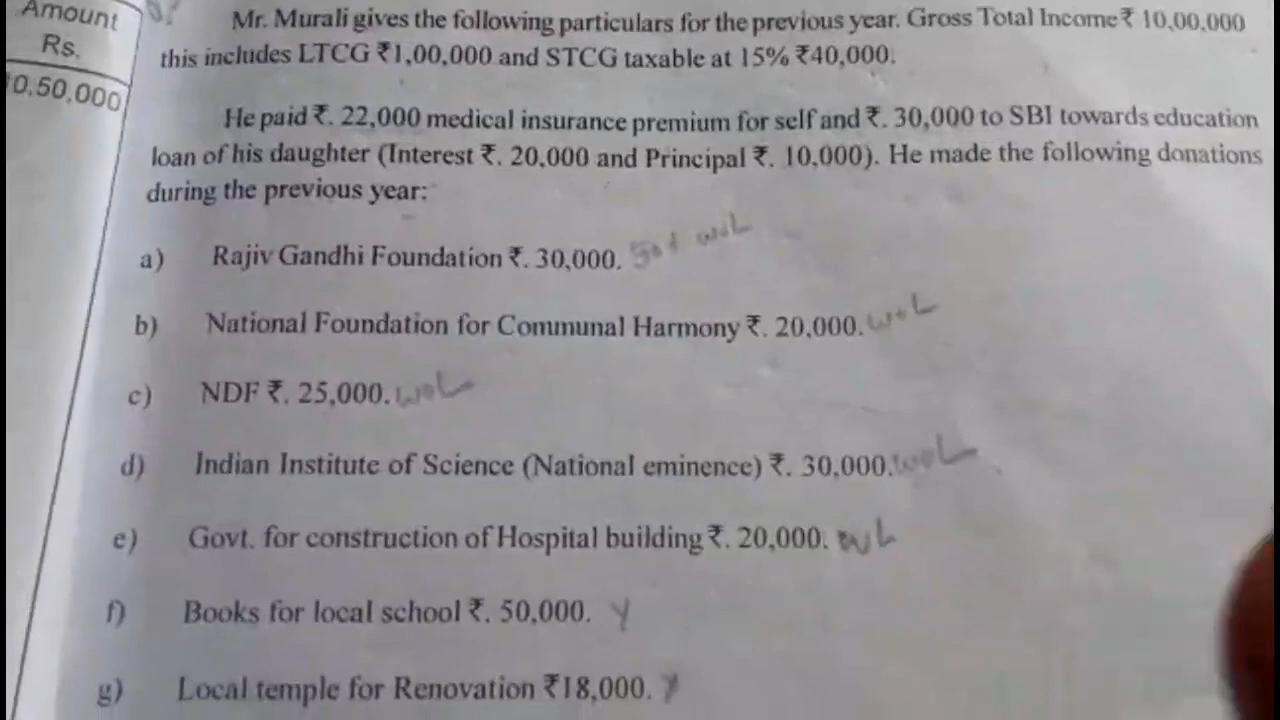 Amount
Rs.
0,50,000
Mr. Murali gives the following particulars for the previous year. Gross Total Income ₹ 10,00,000
this includes LTCG ₹1,00,000 and STCG taxable at 15% ₹40,000.
He paid ₹. 22,000 medical insurance premium for self and ₹. 30,000 to SBI towards education
loan of his daughter (Interest ₹. 20,000 and Principal ₹. 10,000). He made the following donations
during the previous year:
a) Rajiv Gandhi Foundation ₹. 30,000.
b) National Foundation for Communal Harmony ₹. 20,000. WOL
c) NDF ₹. 25,000. WOL
d) Indian Institute of Science (National eminence) ₹. 30,000. WOL
e) Govt. for construction of Hospital building ₹. 20,000. WL
f) Books for local school ₹. 50,000.
g) Local temple for Renovation ₹18,000.